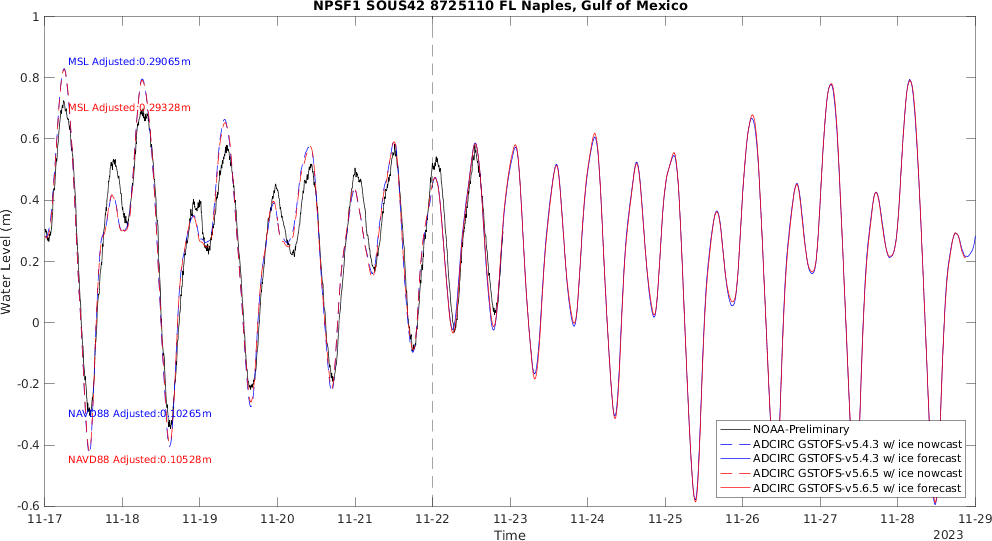 NPSF1 SOUS42 8725110 FL Naples, Gulf of Mexico
1
0.8
0.6
0.4
0.2
0
-0.2
-0.4
-0.6
Water Level (m)
MSL Adjusted:0.29065m
MSL Adjusted:0.29328m
NAVD88 Adjusted:0.10265m
NAVD88 Adjusted:0.10528m
NOAA-Preliminary
ADCIRC GSTOFS-v5.4.3 w/ ice nowcast
ADCIRC GSTOFS-v5.4.3 w/ ice forecast
ADCIRC GSTOFS-v5.6.5 w/ ice nowcast
ADCIRC GSTOFS-v5.6.5 w/ ice forecast
11-17 11-18 11-19 11-20 11-21 11-22 11-23 11-24 11-25 11-26 11-27 11-28 11-29
Time
2023